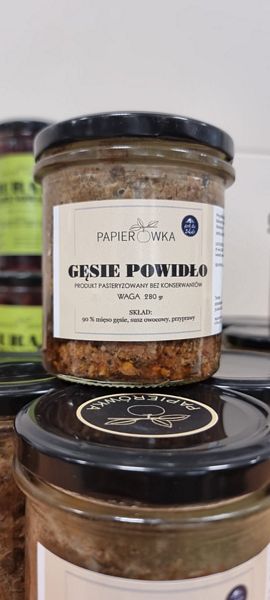 PAPIERÓWKA
GĘSIE POWIDŁO
PRODUKT PASTERYZOWANY BEZ KONSERWANTÓW
WAGA 280 g
SKŁAD:
90 % mięso gęsie, susz owocowy, przyprawy
PAPIERÓWKA